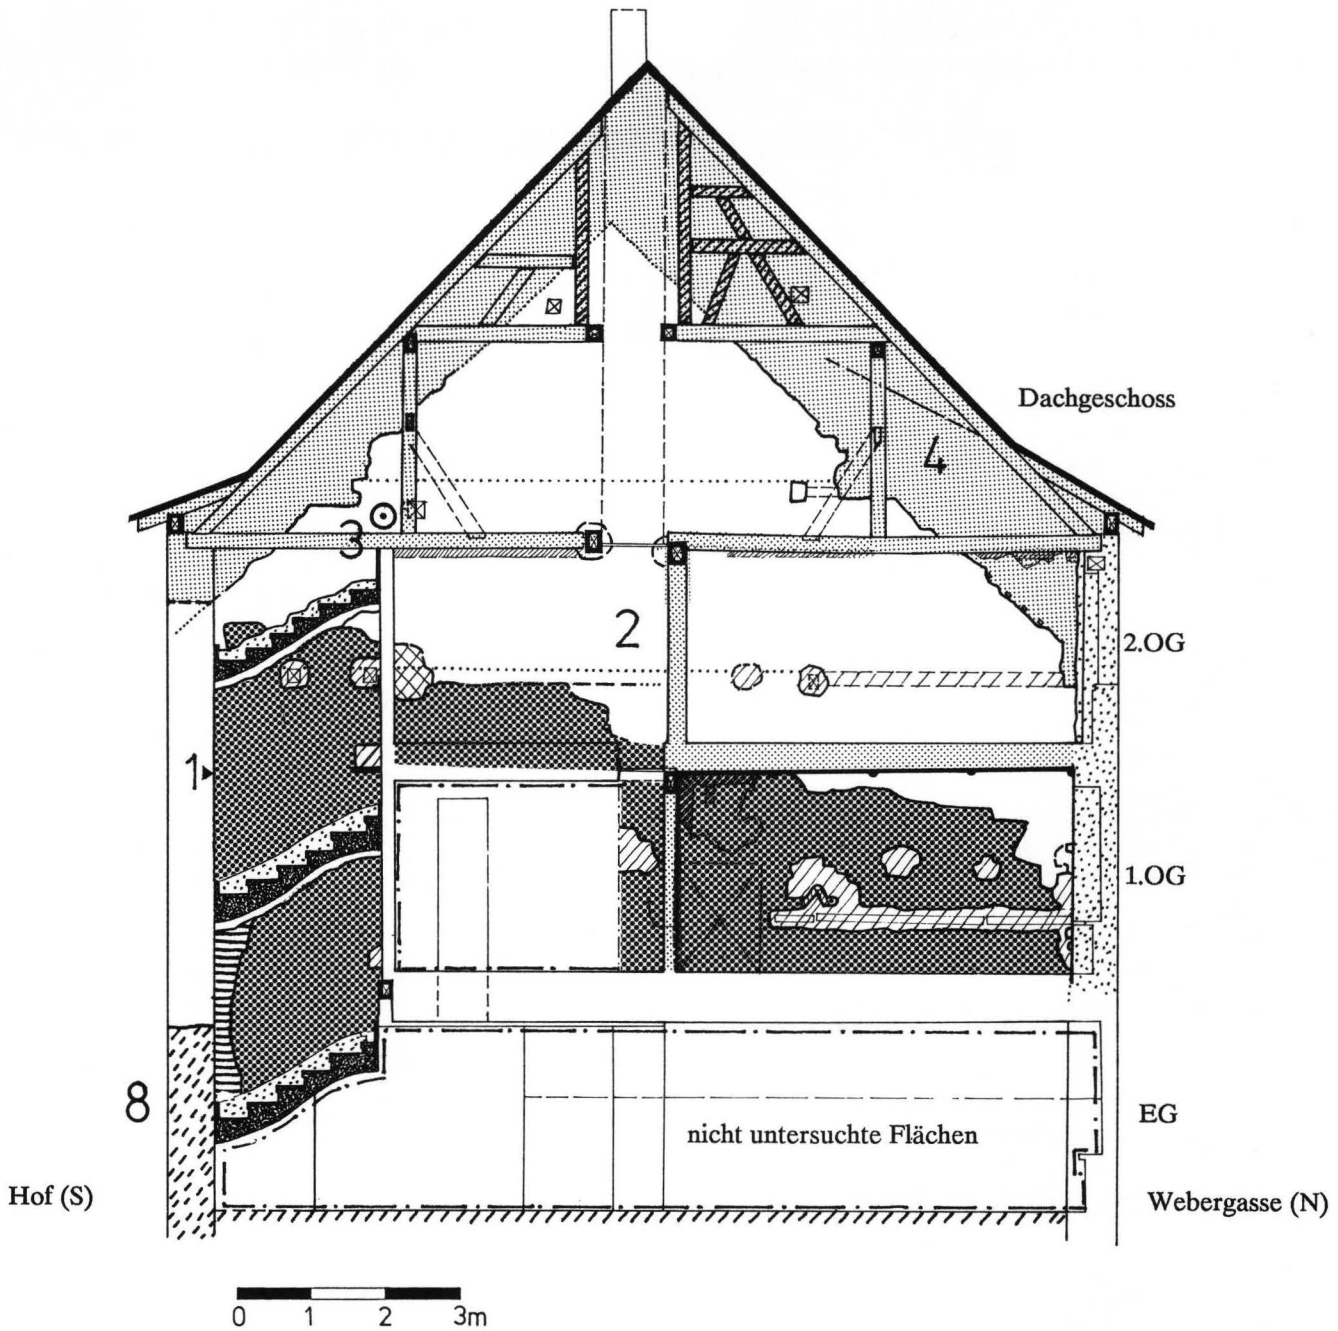 Dachgeschoss
4
3
2
2.OG
1
1.OG
8
EG
nicht untersuchte Flächen
Hof (S)
Webergasse (N)
0 1 2 3m